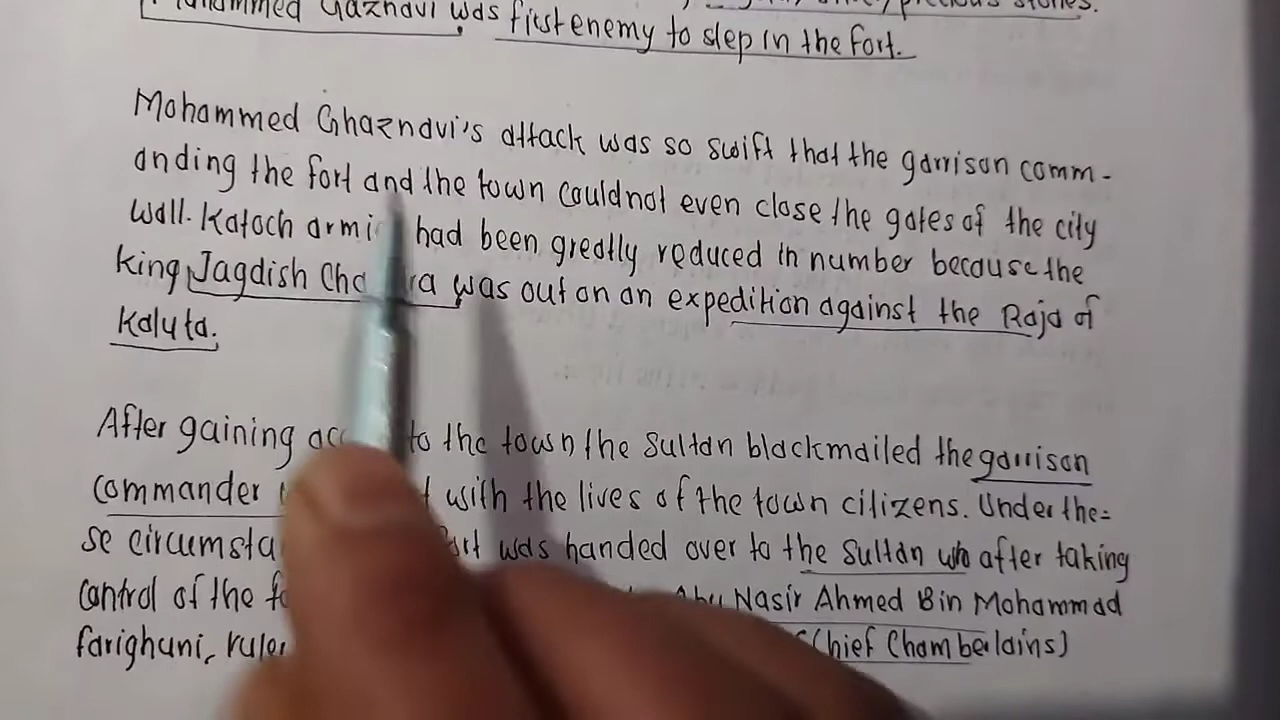 precious stones.
Mohammed Gaznavi was first enemy to step in the fort.
Mohammed Ghaznavi's attack was so swift that the garrison comm-
anding the fort and the town could not even close the gates of the city
wall. Katoch armi had been greatly reduced in number because the
king Jagdish Cha ra was out on an expedition against the Raja of
Kaluta.
After gaining acc to the town the Sultan blackmailed the garrison
commander with the lives of the town citizens. Under the=
se circumsta fort was handed over to the Sultan who after taking
control of the fo Abu Nasir Ahmed Bin Mohammad
farighuni, ruler (Chief Chamberlains)